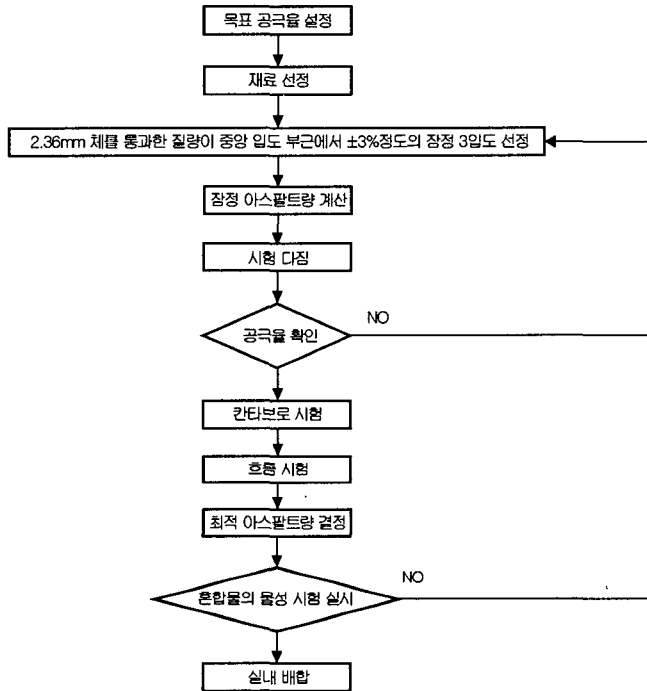 목표 공극율 설정
재료 선정
2.36mm 체를 통과한 질량이 중앙 입도 부근에서 ±3%정도의 잠정 3입도 선정
잠정 아스팔트량 계산
시험 다짐
공극율 확인
NO
칸타브로 시험
흐름 시험
최적 아스팔트량 결정
혼합물의 물성 시험 실시
NO
실내 배합